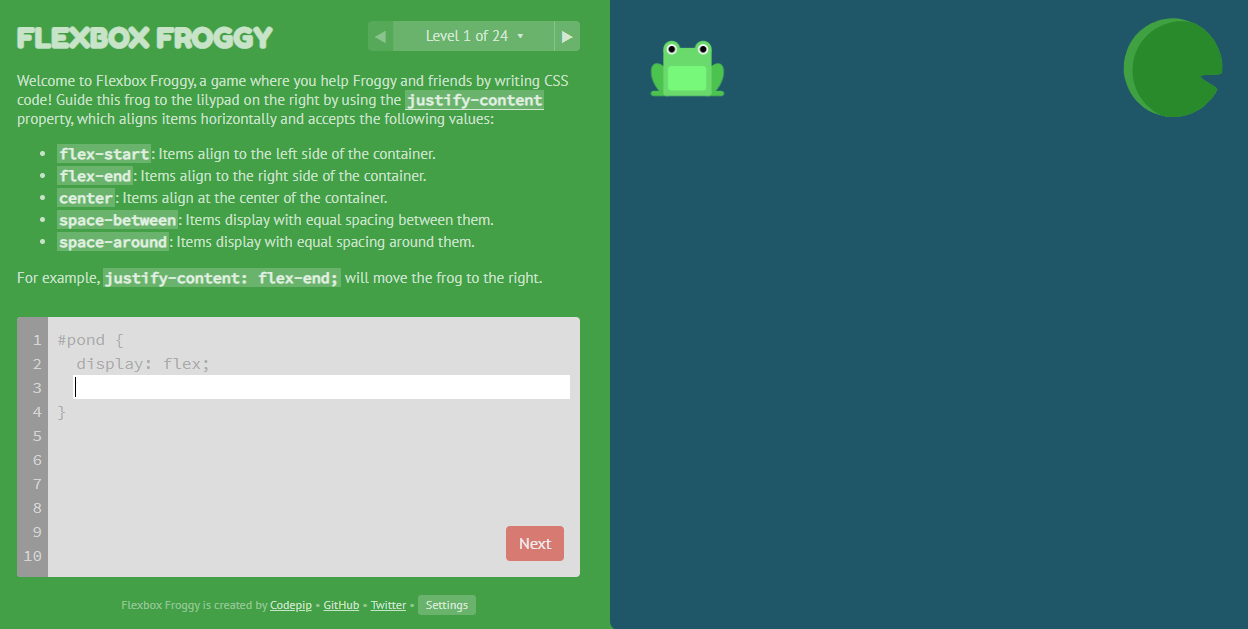 FLEXBOX FROGGY
Level 1 of 24
Welcome to Flexbox Froggy, a game where you help Froggy and friends by writing CSS
code! Guide this frog to the lilypad on the right by using the justify-content
property, which aligns items horizontally and accepts the following values:
• flex-start: Items align to the left side of the container.
• flex-end: Items align to the right side of the container.
• center: Items align at the center of the container.
• space-between: Items display with equal spacing between them.
• space-around: Items display with equal spacing around them.
For example, justify-content: flex-end; will move the frog to the right.
1 #pond {
2 display: flex;
3
4 }
5
6
7
8
9
10
Next
Flexbox Froggy is created by Codepip • GitHub • Twitter • Settings